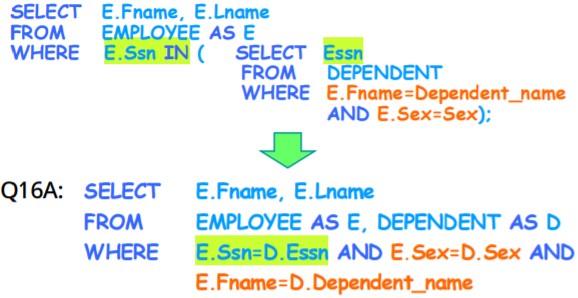 SELECT E.Fname, E.Lname
FROM EMPLOYEE AS E
WHERE E.Ssn IN ( SELECT Essn
FROM DEPENDENT
WHERE E.Fname=Dependent_name
AND E.Sex=Sex);
Q16A: SELECT E.Fname, E.Lname
FROM EMPLOYEE AS E, DEPENDENT AS D
WHERE E.Ssn=D.Essn AND E.Sex=D.Sex AND
E.Fname=D.Dependent_name